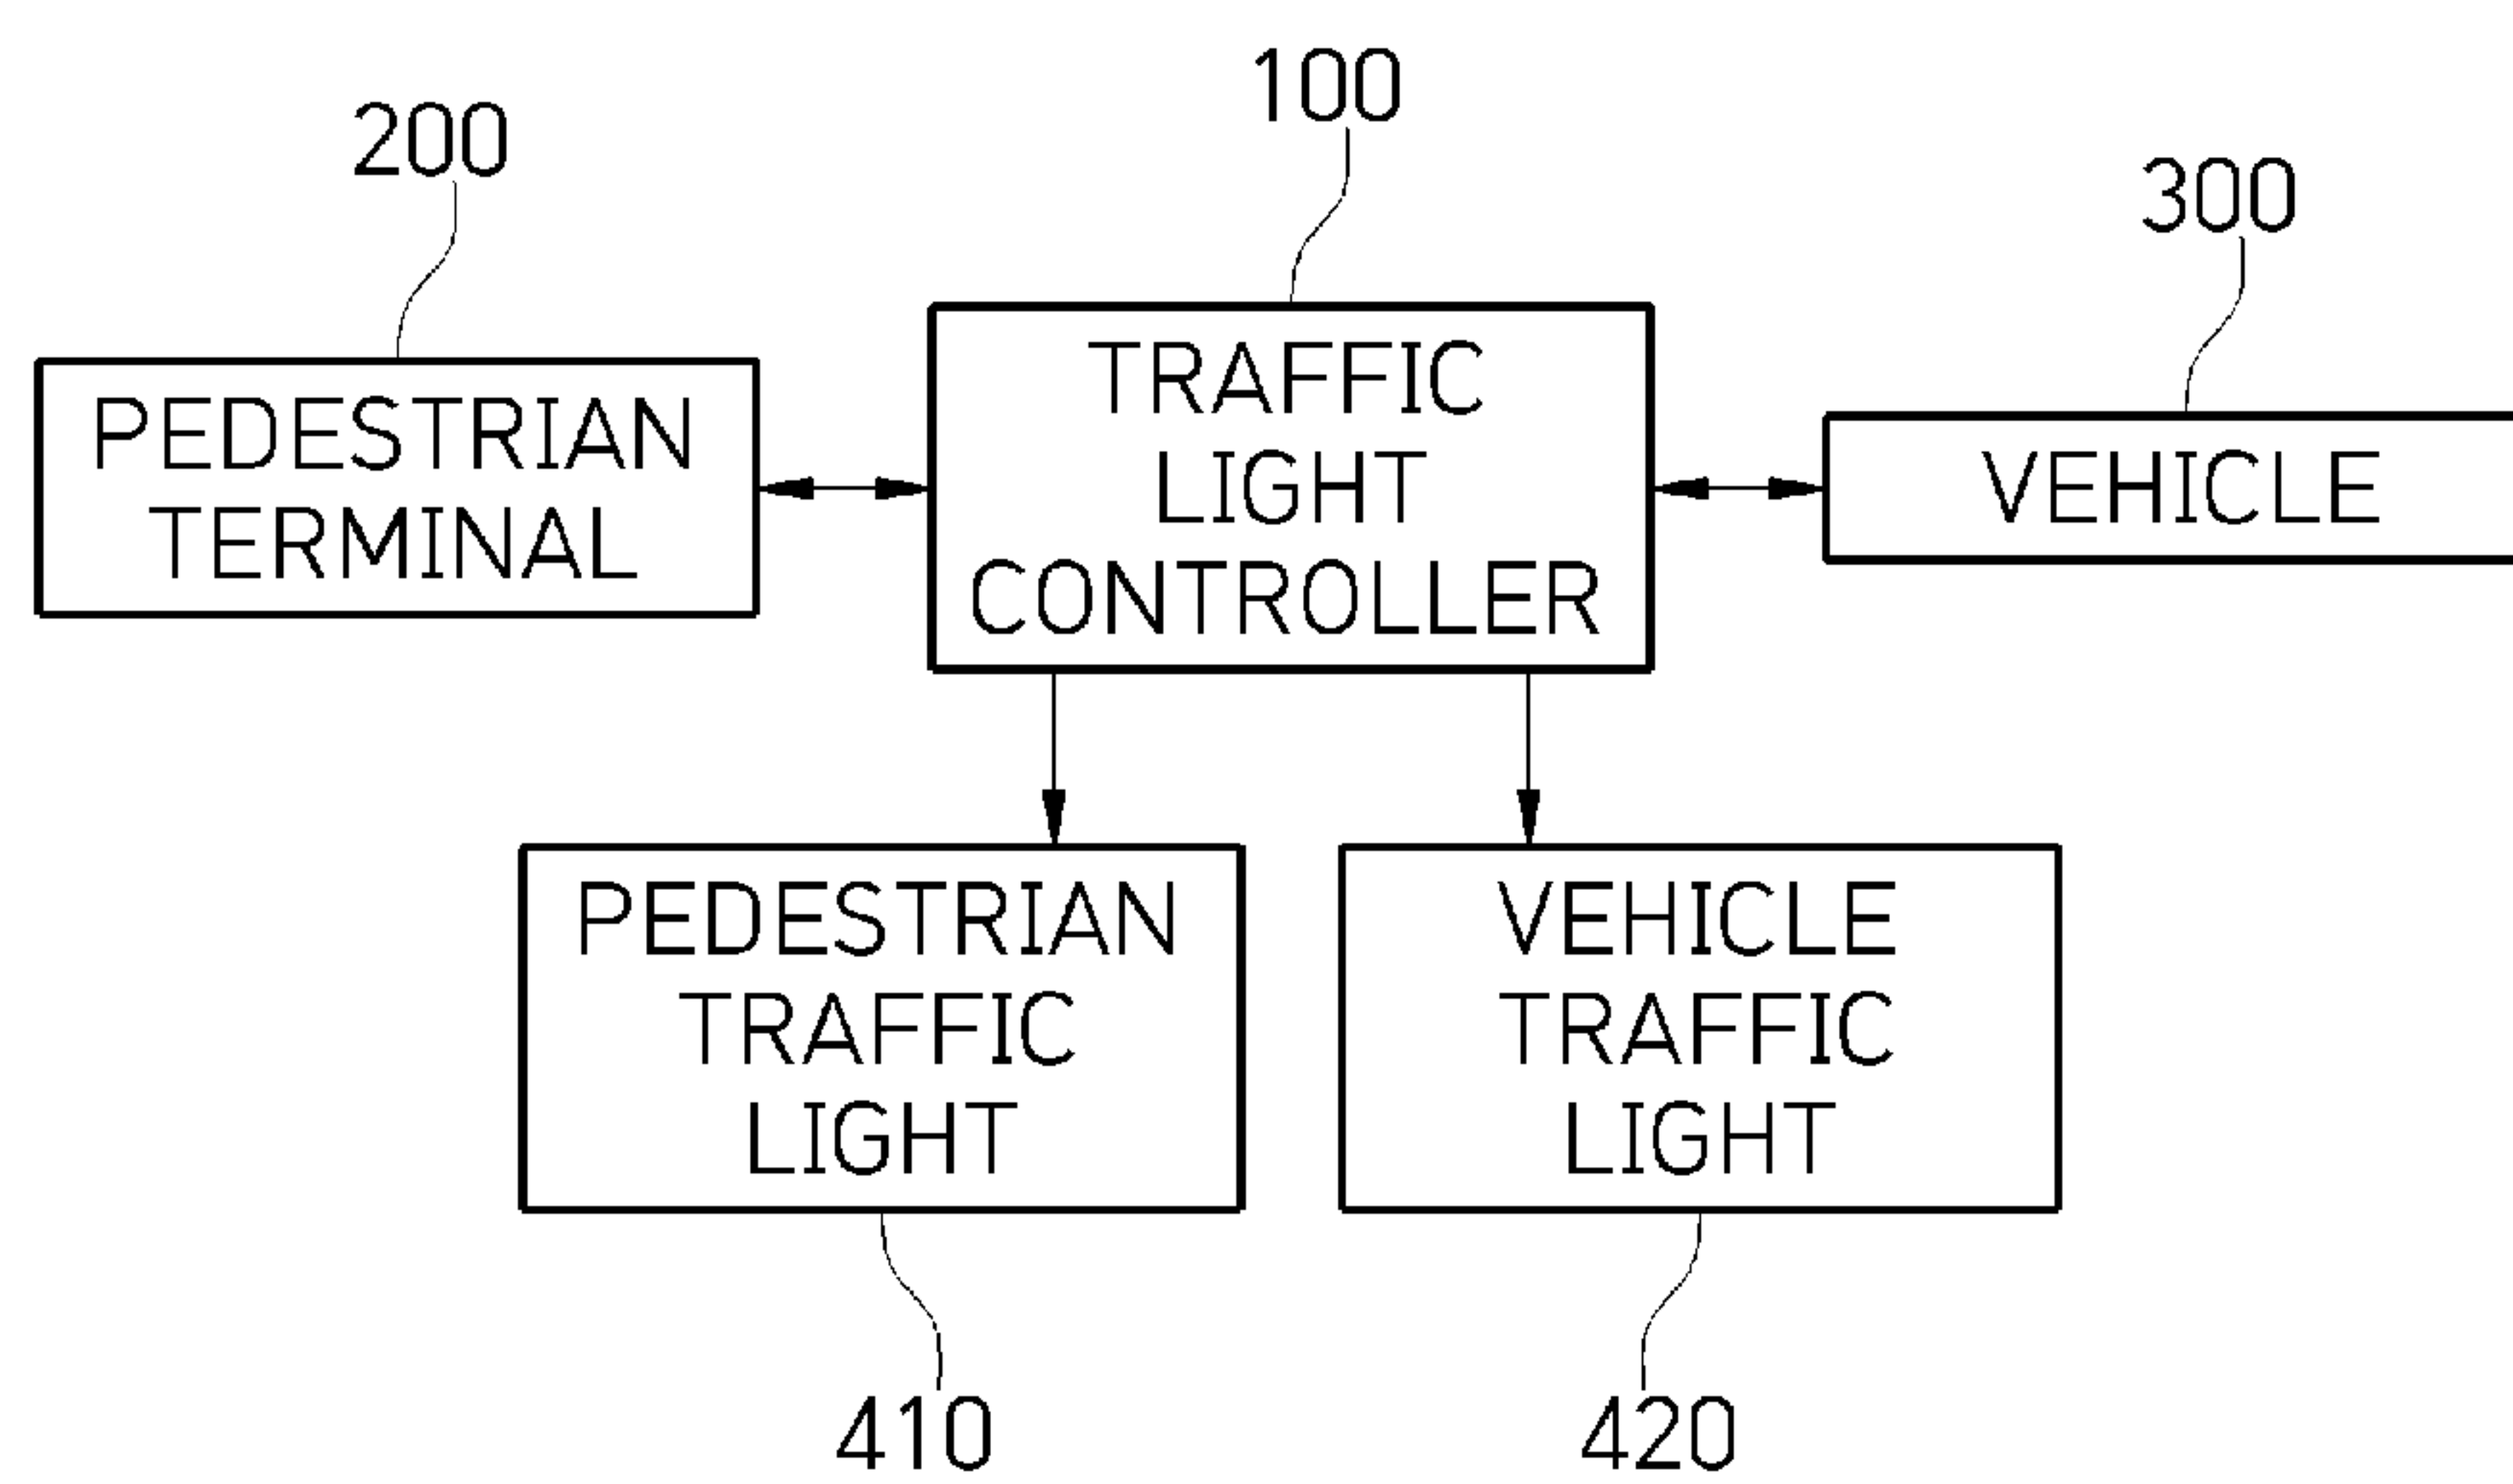 100
200
300
TRAFFIC
LIGHT
CONTROLLER
PEDESTRIAN
TERMINAL
VEHICLE
PEDESTRIAN
TRAFFIC
LIGHT
VEHICLE
TRAFFIC
LIGHT
410
420